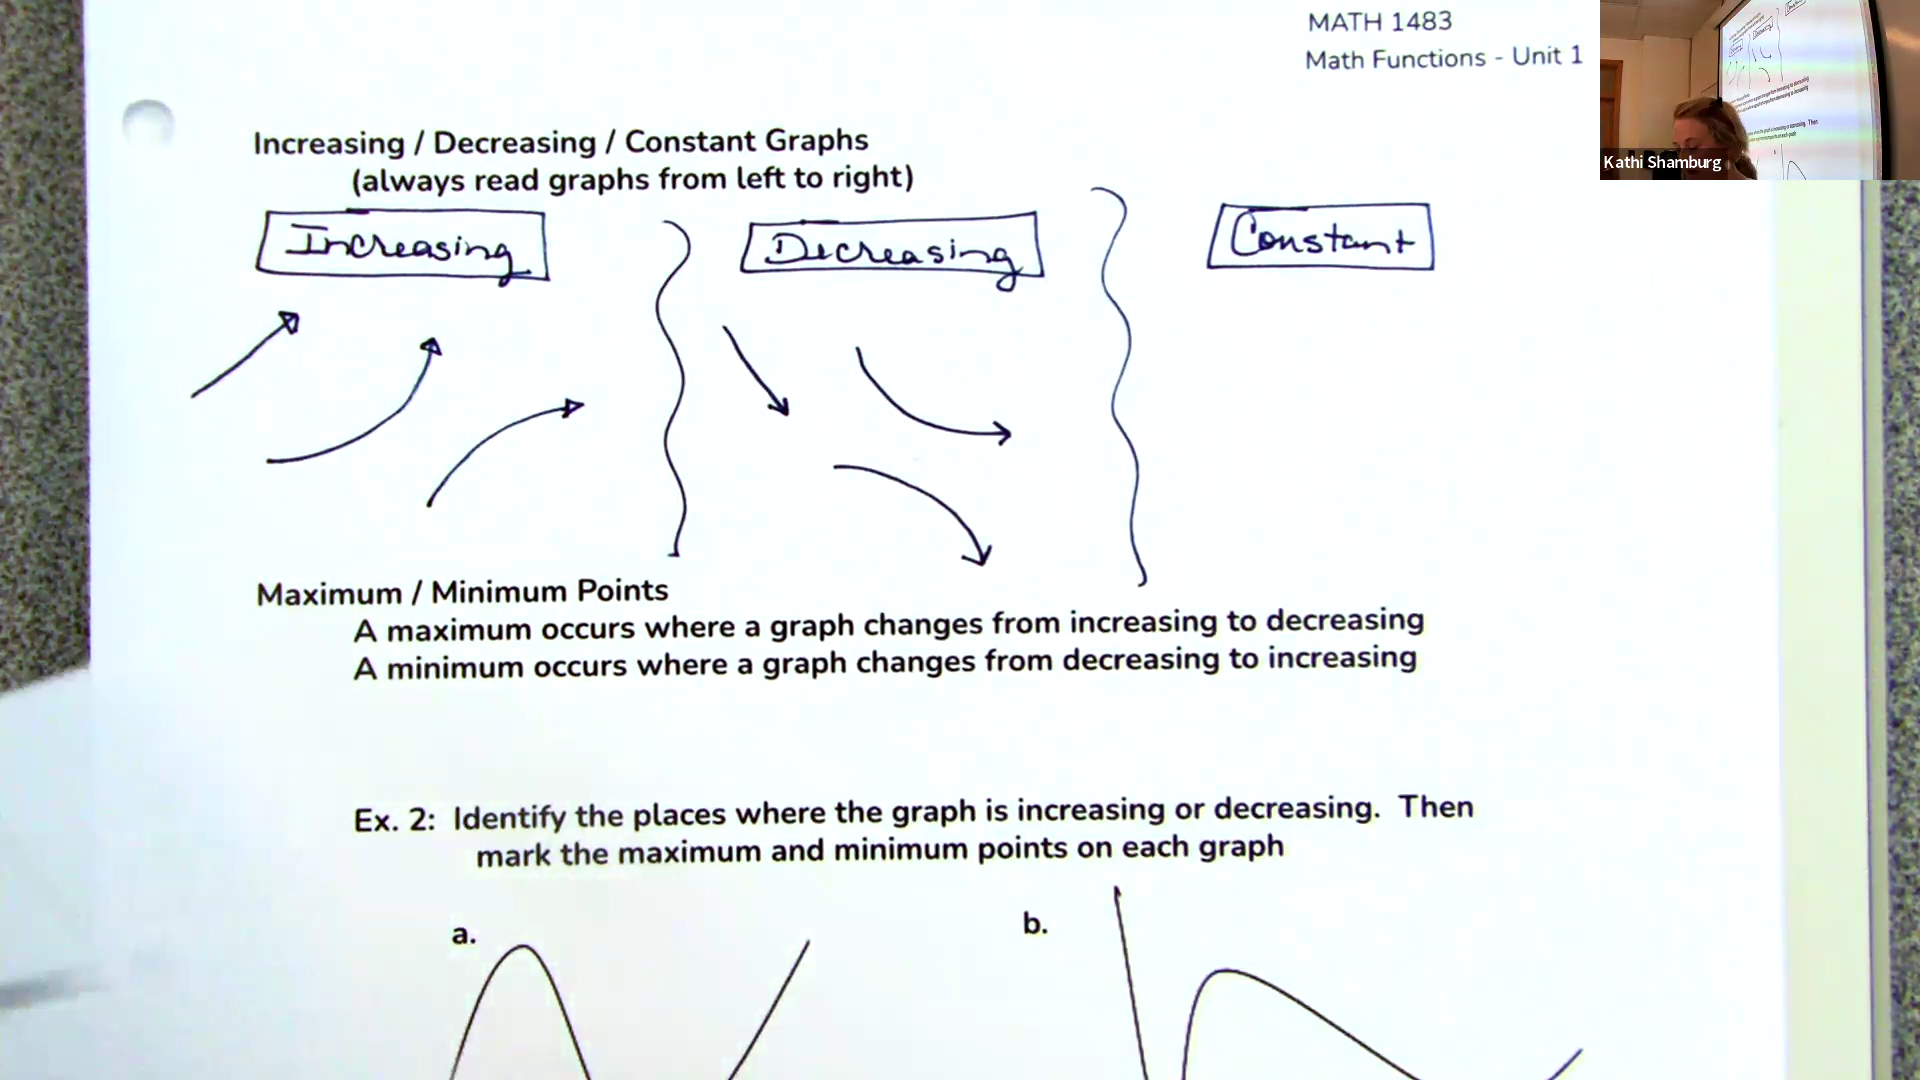 MATH 1483
Math Functions - Unit 1
Kathi Shamburg
Increasing / Decreasing / Constant Graphs
(always read graphs from left to right)
Increasing
Decreasing
Constant
Maximum / Minimum Points
A maximum occurs where a graph changes from increasing to decreasing
A minimum occurs where a graph changes from decreasing to increasing
Ex. 2: Identify the places where the graph is increasing or decreasing. Then
mark the maximum and minimum points on each graph
a.
b.